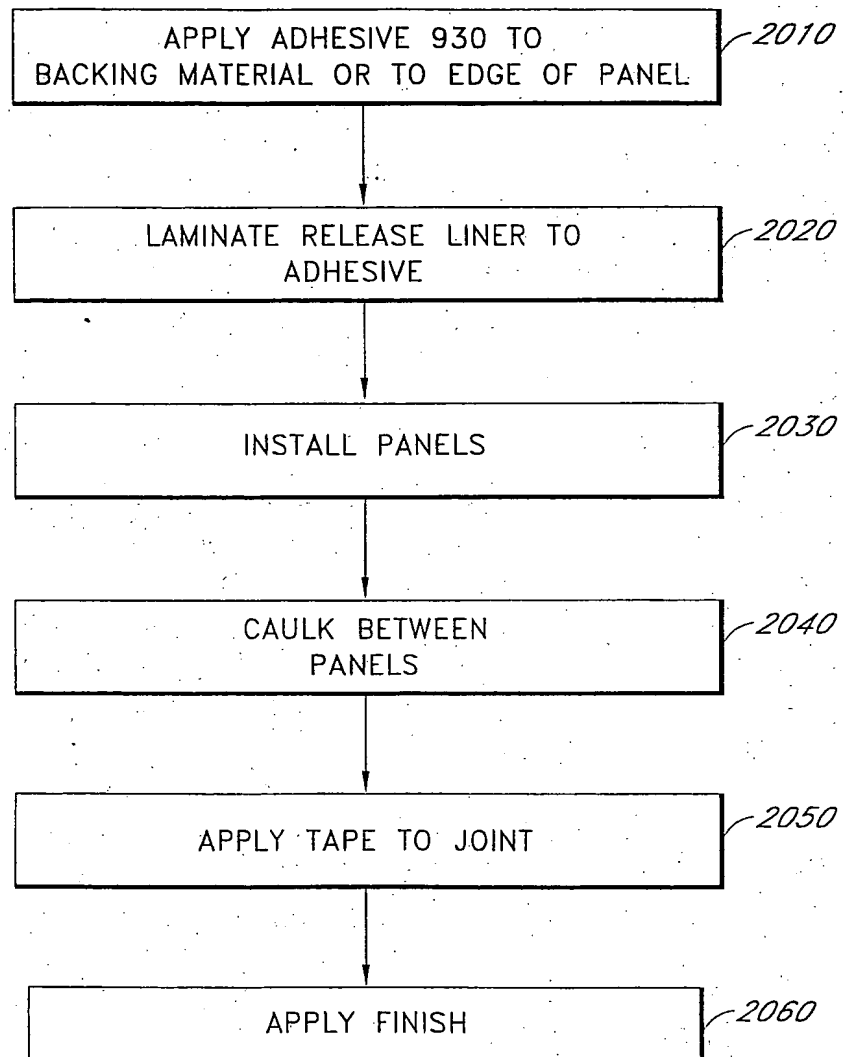 APPLY ADHESIVE 930 TO
BACKING MATERIAL OR TO EDGE OF PANEL
2010
LAMINATE RELEASE LINER TO
ADHESIVE
2020
INSTALL PANELS
2030
CAULK BETWEEN
PANELS
2040
APPLY TAPE TO JOINT
2050
APPLY FINISH
2060